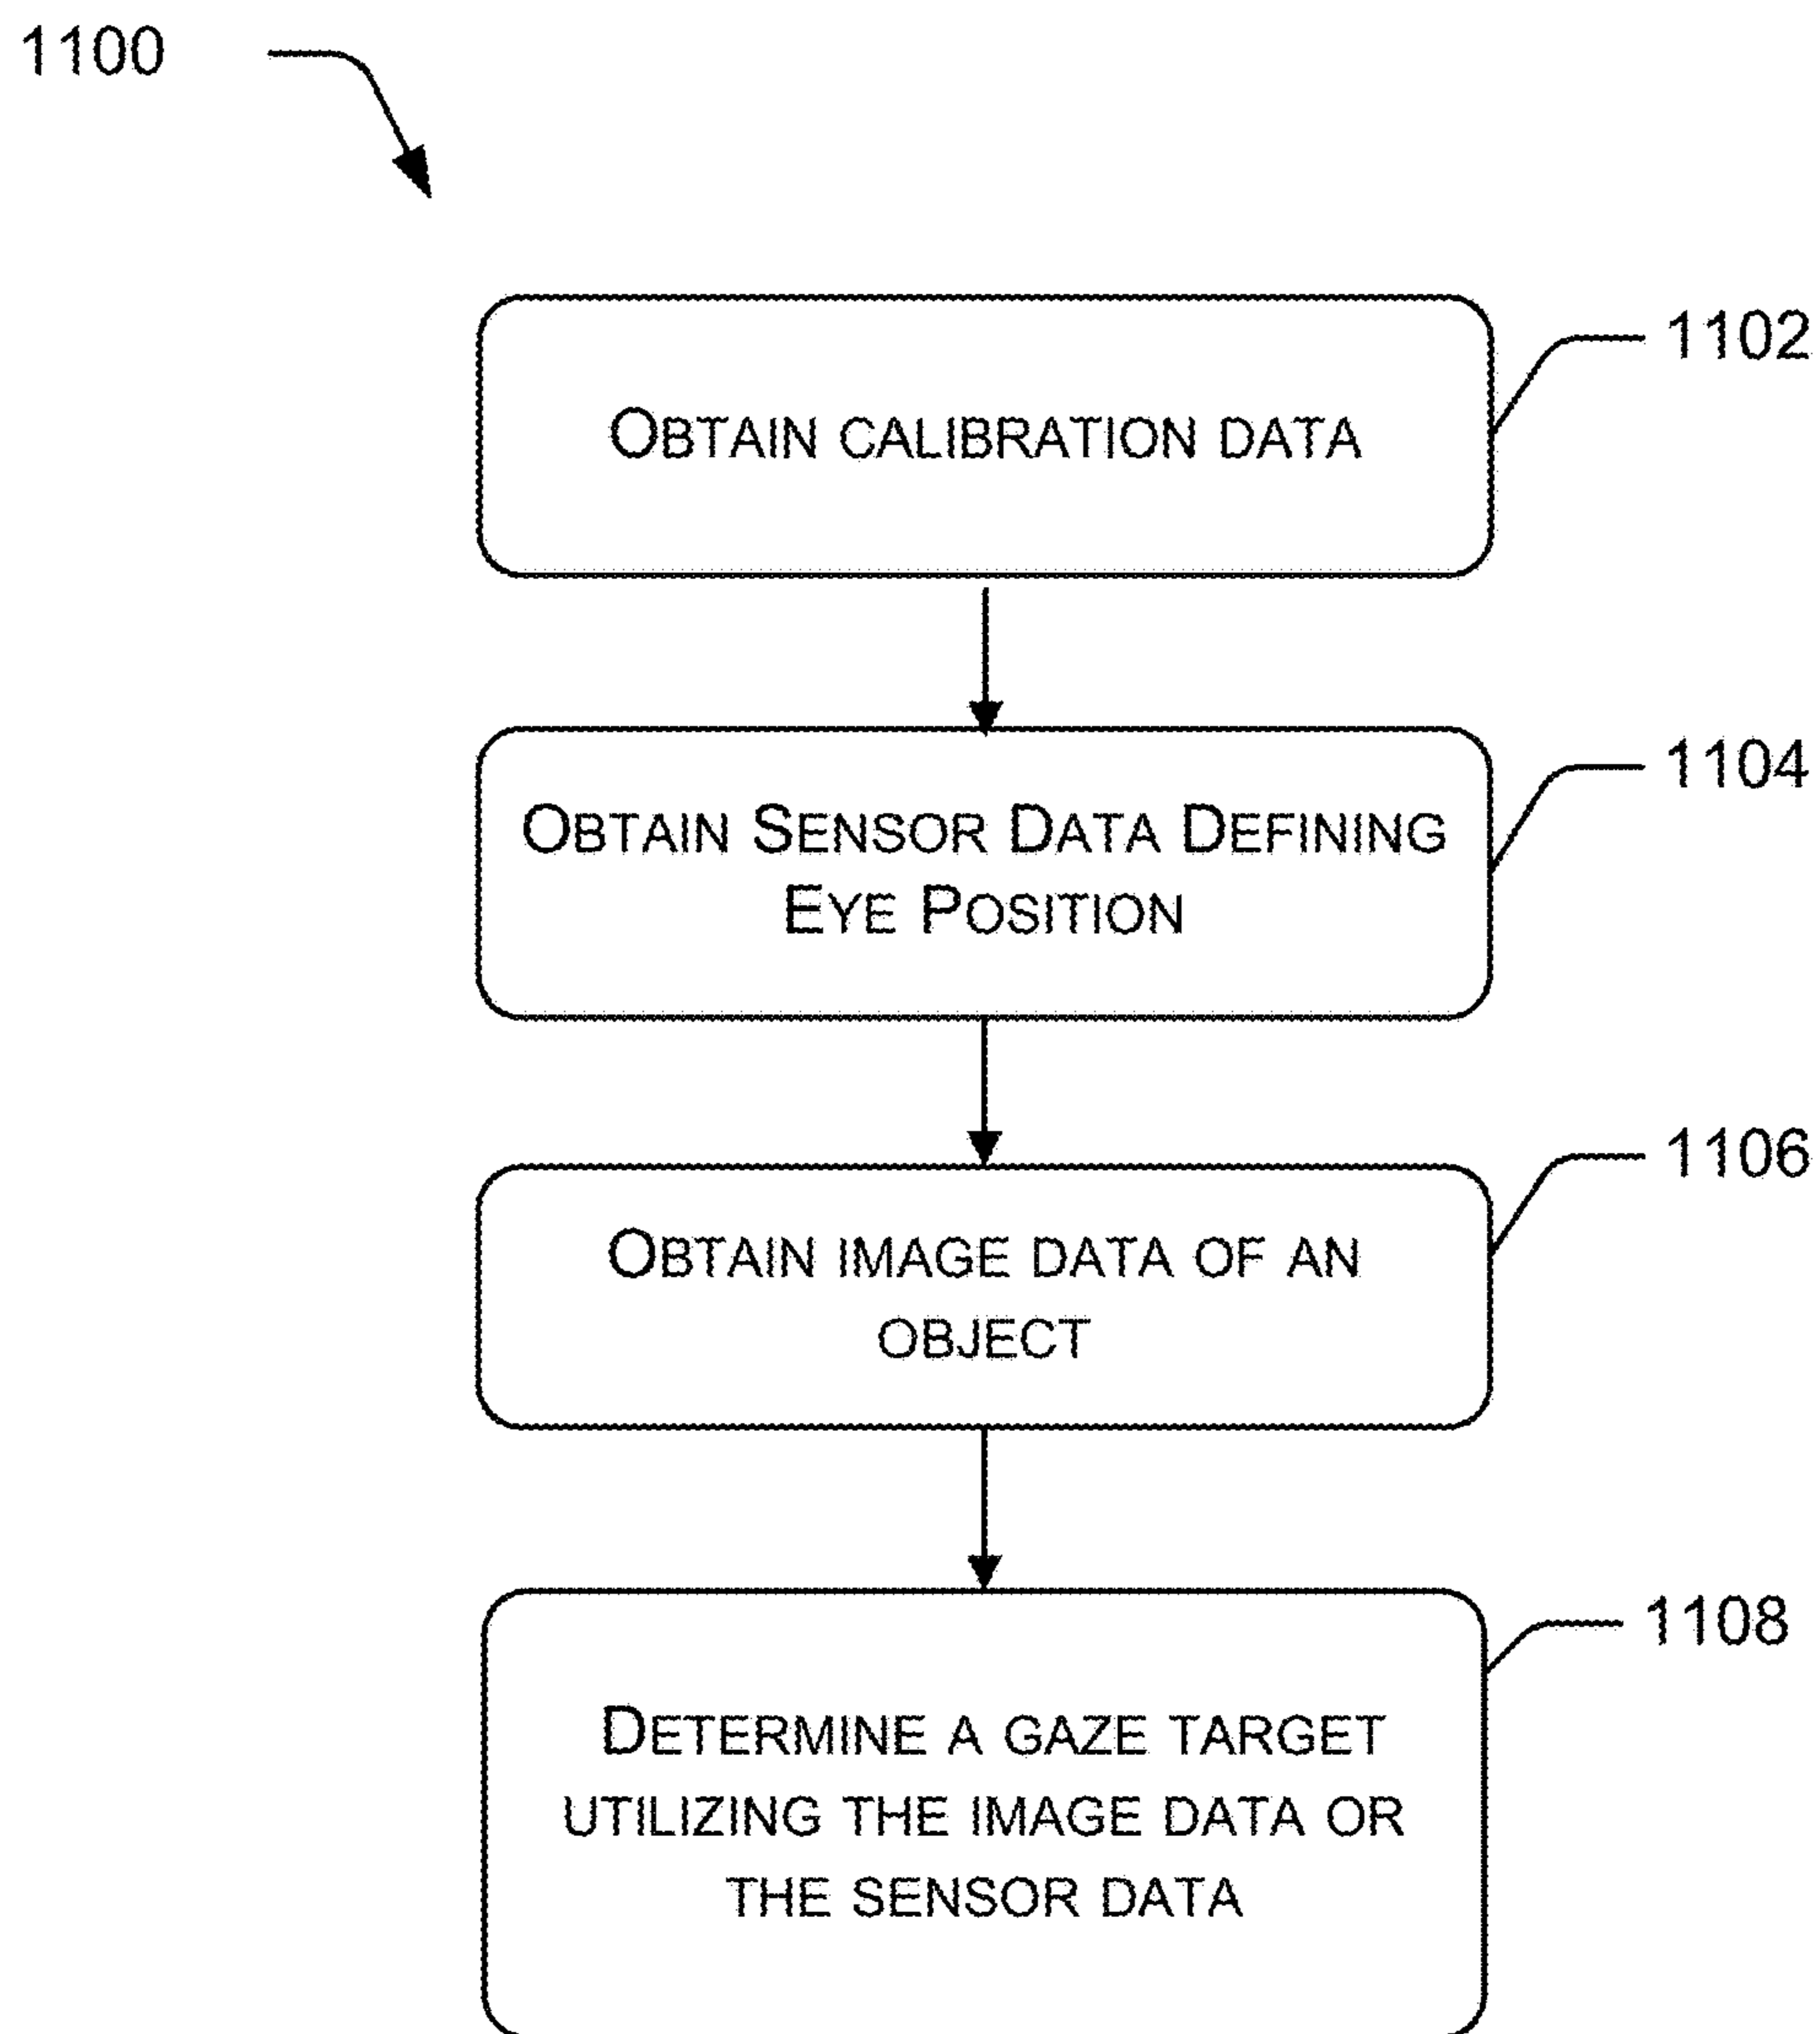 1100
1102
OBTAIN CALIBRATION DATA
1104
OBTAIN SENSOR DATA DEFINING
EYE POSITION
1106
OBTAIN IMAGE DATA OF AN
OBJECT
1108
DETERMINE A GAZE TARGET
UTILIZING THE IMAGE DATA OR
THE SENSOR DATA